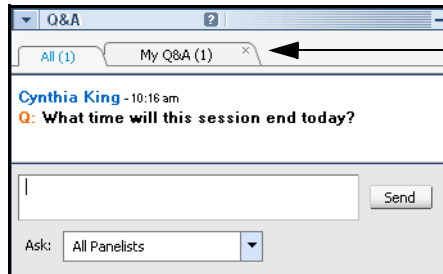 Q&A ?
All (1) My Q&A (1) ×
Cynthia King - 10:16 am
Q: What time will this session end today?
Send
Ask: All Panelists